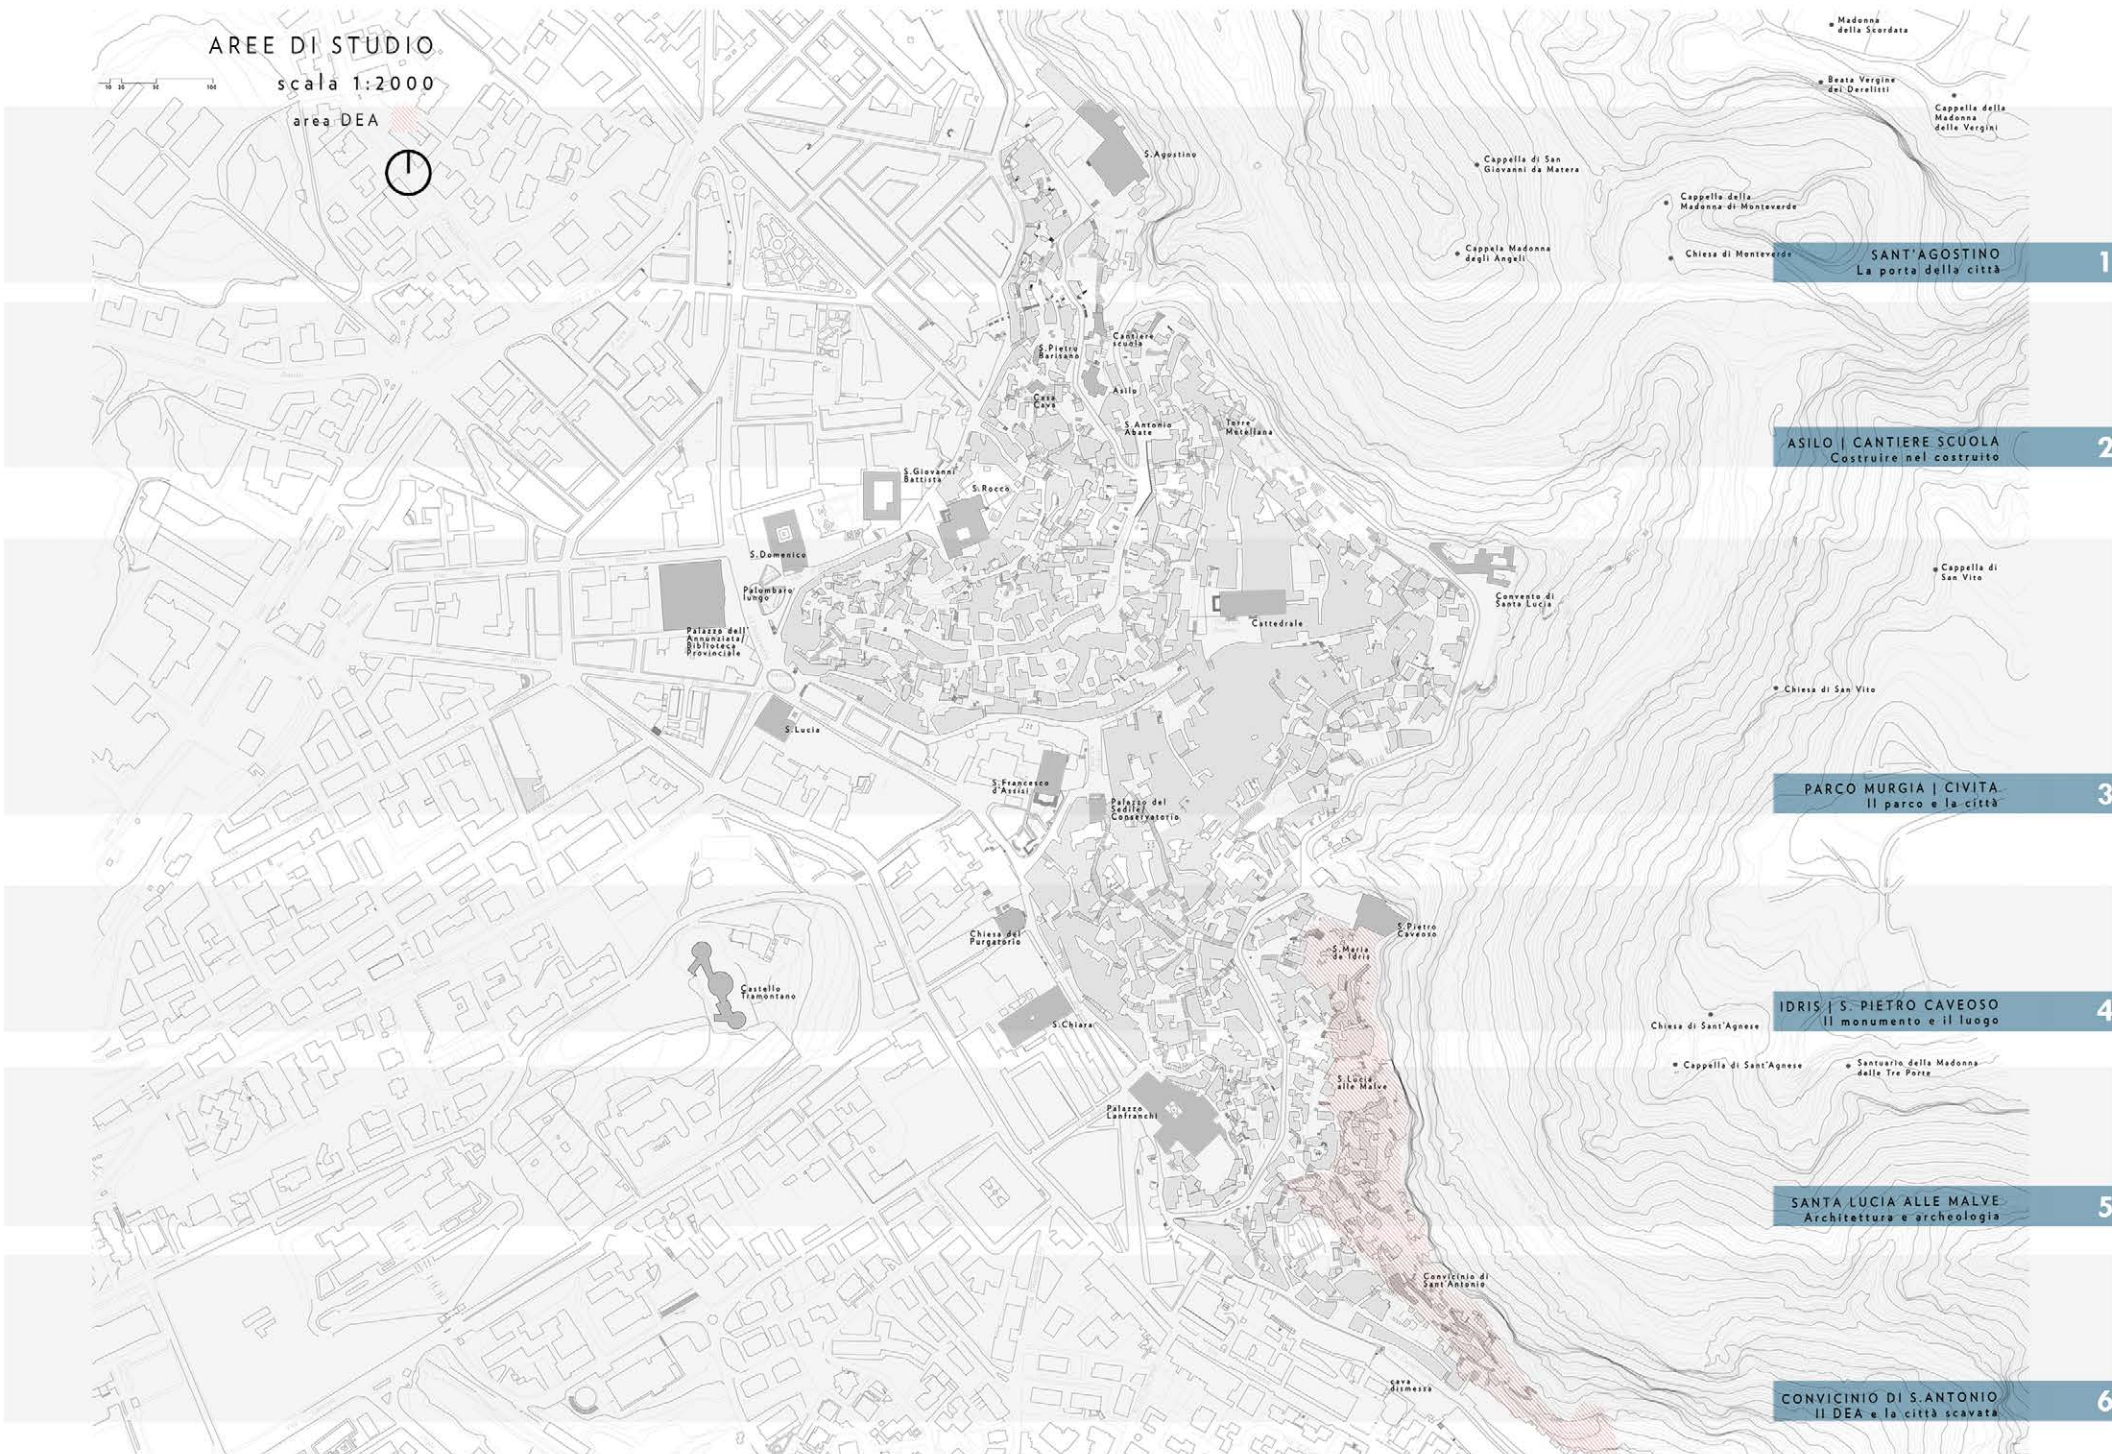 AREE DI STUDIO
scala 1:2000
area DEA
10
50
100
Madonna
della Scordata
Beata Vergine
dei Derelitti
Cappella della
Madonna
delle Vergini
S.Agostino
Cappella di San
Giovanni da Matera
Cappella della
Madonna di Monteverde
Cappela Madonna
degli Angeli
Chiesa di Monteverde
SANT'AGOSTINO
La porta della città
1
S.Pietro
Barisano
Cantiere
scuola
Asilo
Casa
Cava
S.Antonio
Abate
Torre
Metellana
ASILO | CANTIERE SCUOLA
Costruire nel costruito
2
S.Giovanni
Battista
S.Rocco
S.Domenico
Palombaro
lungo
Palazzo dell'
Annunziata/
Biblioteca
Provinciale
Cattedrale
Convento di
Santa Lucia
Cappella di
San Vito
Chiesa di San Vito
S.Lucia
S.Francesco
d'Assisi
Palazzo del
Sedile/
Conservatorio
PARCO MURGIA | CIVITA
Il parco e la città
3
Chiesa del
Purgatorio
S.Pietro
Caveoso
S.Maria
de Idris
Castello
Tramontano
S.Chiara
IDRIS | S. PIETRO CAVEOSO
Il monumento e il luogo
4
Chiesa di Sant'Agnese
Cappella di Sant'Agnese
Santuario della Madonna
delle Tre Porte
S.Lucia
alle Malve
Palazzo
Lanfranchi
SANTA LUCIA ALLE MALVE
Architettura e archeologia
5
Convicinio di
Sant'Antonio
cava
dismessa
CONVICINIO DI S.ANTONIO
Il DEA e la città scavata
6